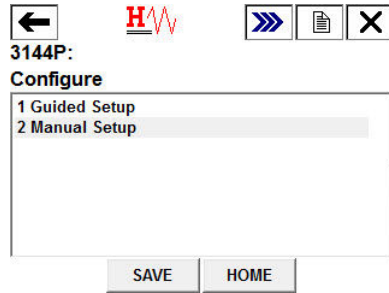 H
3144P:
Configure
1 Guided Setup
2 Manual Setup
SAVE HOME